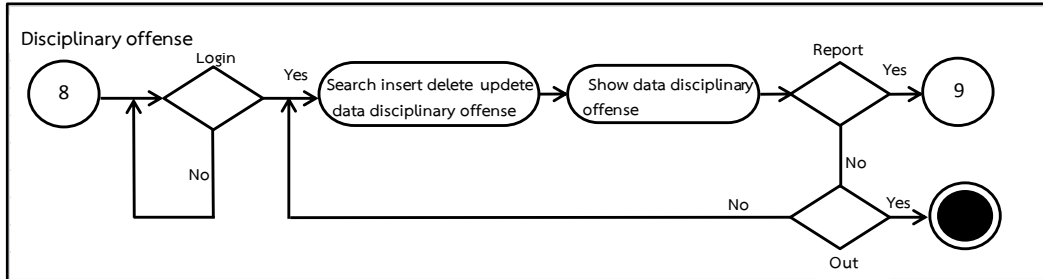 Disciplinary offense
Login
Report
8
Yes
Search insert delete updete
data disciplinary offense
Show data disciplinary
offense
Yes
9
No
No
No
Yes
Out